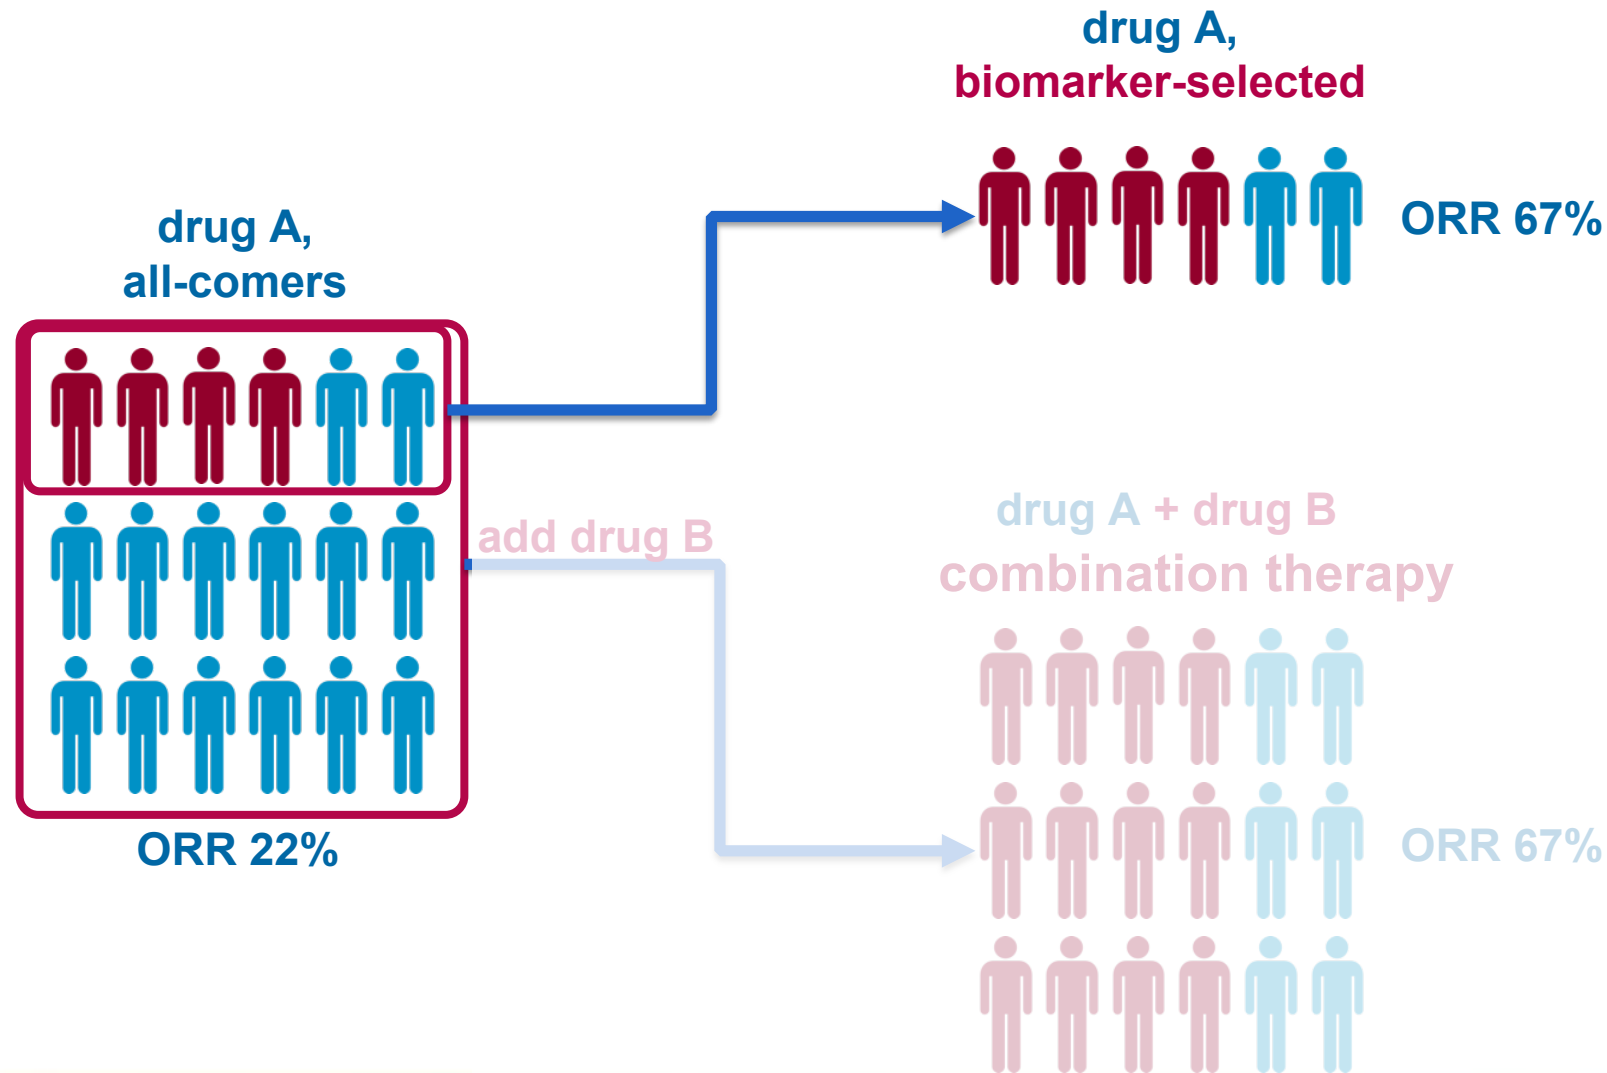 drug A,
all-comers
ORR 22%
drug A,
biomarker-selected
ORR 67%
add drug B
drug A + drug B
combination therapy
ORR 67%